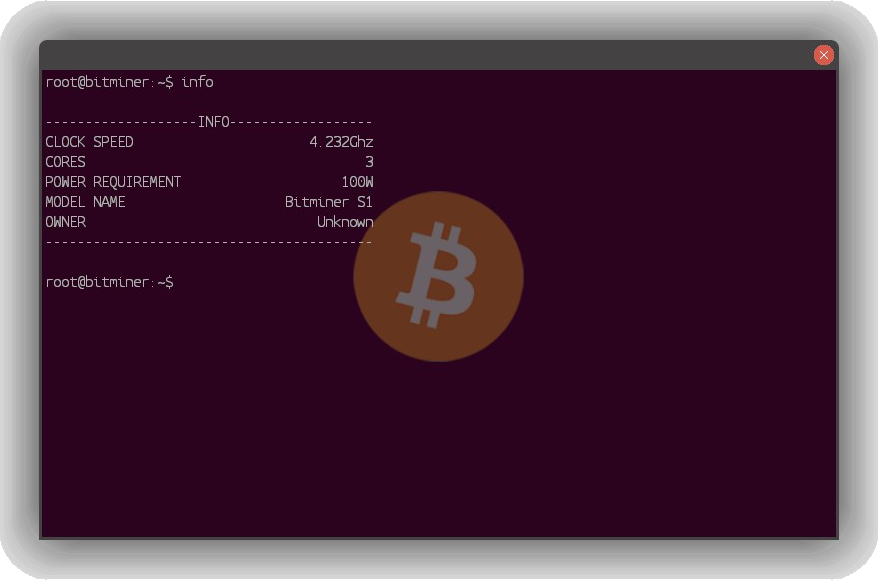 root@bitminer:~$ info
-------------------INFO------------------
CLOCK SPEED 4.232Ghz
CORES 3
POWER REQUIREMENT 100W
MODEL NAME Bitminer S1
OWNER Unknown
-----------------------------------------
root@bitminer:~$